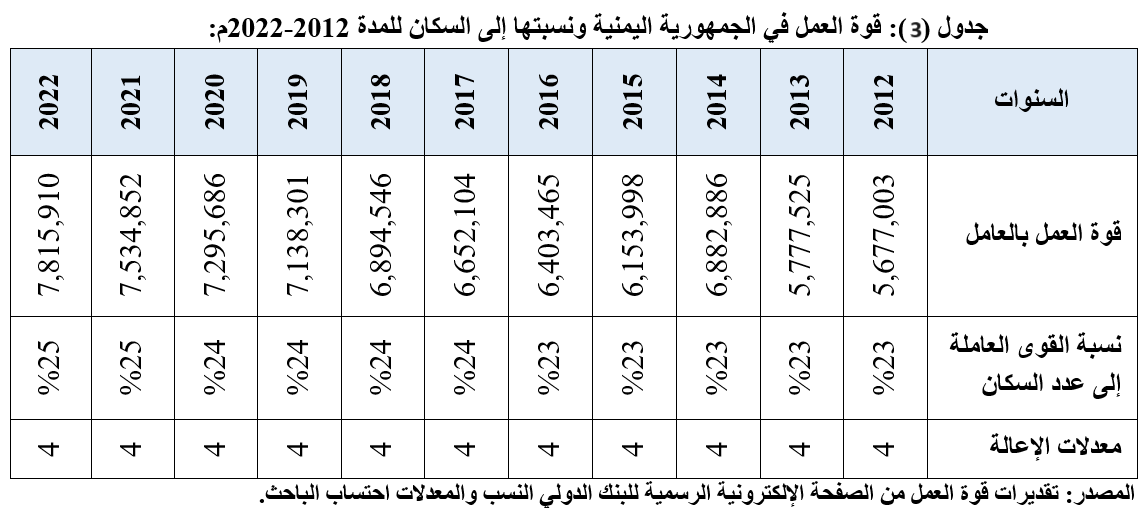 جدول (3): قوة العمل في الجمهورية اليمنية ونسبتها إلى السكان للمدة 2012-2022م:
السنوات 2012 2013 2014 2015 2016 2017 2018 2019 2020 2021 2022
قوة العمل بالعامل 5,677,003 5,777,525 6,882,886 6,153,998 6,403,465 6,652,104 6,894,546 7,138,301 7,295,686 7,534,852 7,815,910
نسبة القوى العاملة
إلى عدد السكان %23 %23 %23 %23 %23 %24 %24 %24 %24 %25 %25
معدلات الإعالة 4 4 4 4 4 4 4 4 4 4 4
المصدر: تقديرات قوة العمل من الصفحة الإلكترونية الرسمية للبنك الدولي النسب والمعدلات احتساب الباحث.